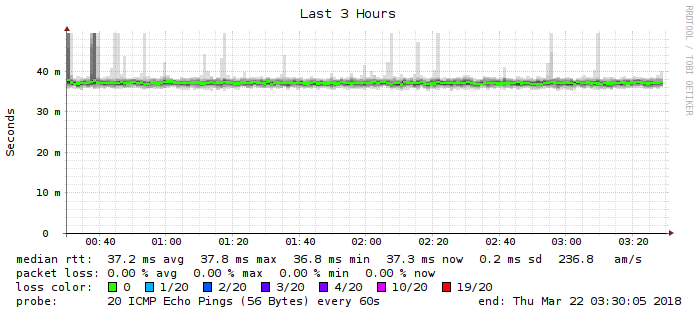 Last 3 Hours
RRDTOOL / TOBI OETIKER
Seconds
40 m
30 m
20 m
10 m
0
00:40 01:00 01:20 01:40 02:00 02:20 02:40 03:00 03:20
median rtt: 37.2 ms avg 37.8 ms max 36.8 ms min 37.3 ms now 0.2 ms sd 236.8 am/s
packet loss: 0.00 % avg 0.00 % max 0.00 % min 0.00 % now
loss color: 0 1/20 2/20 3/20 4/20 10/20 19/20
probe: 20 ICMP Echo Pings (56 Bytes) every 60s end: Thu Mar 22 03:30:05 2018